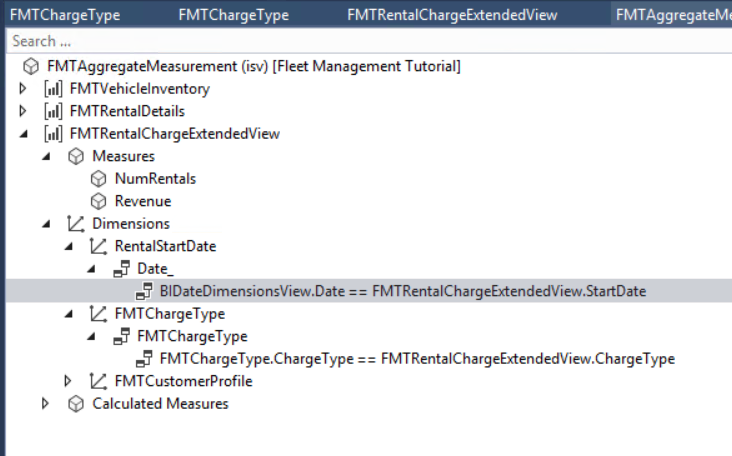 FMTChargeType FMTChargeType FMTRentalChargeExtendedView FMTAggregateMe
Search ...
FMTAggregateMeasurement (isv) [Fleet Management Tutorial]
FMTVehicleInventory
FMTRentalDetails
FMTRentalChargeExtendedView
Measures
NumRentals
Revenue
Dimensions
RentalStartDate
Date_
BIDateDimensionsView.Date == FMTRentalChargeExtendedView.StartDate
FMTChargeType
FMTChargeType
FMTChargeType.ChargeType == FMTRentalChargeExtendedView.ChargeType
FMTCustomerProfile
Calculated Measures